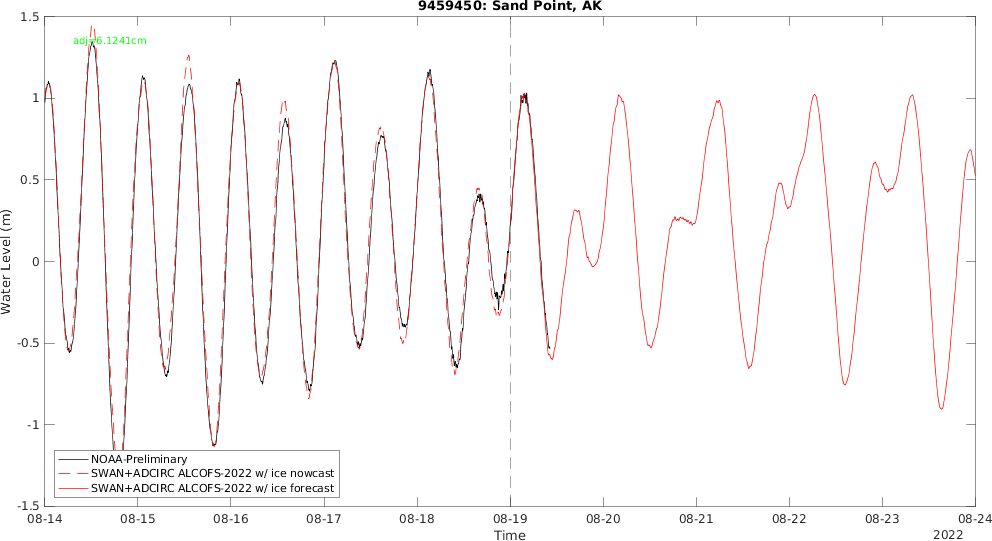 9459450: Sand Point, AK
adj=6.1241cm
Water Level (m)
1.5
1
0.5
0
-0.5
-1
-1.5
NOAA-Preliminary
SWAN+ADCIRC ALCOFS-2022 w/ ice nowcast
SWAN+ADCIRC ALCOFS-2022 w/ ice forecast
08-14 08-15 08-16 08-17 08-18 08-19 08-20 08-21 08-22 08-23 08-24
Time
2022